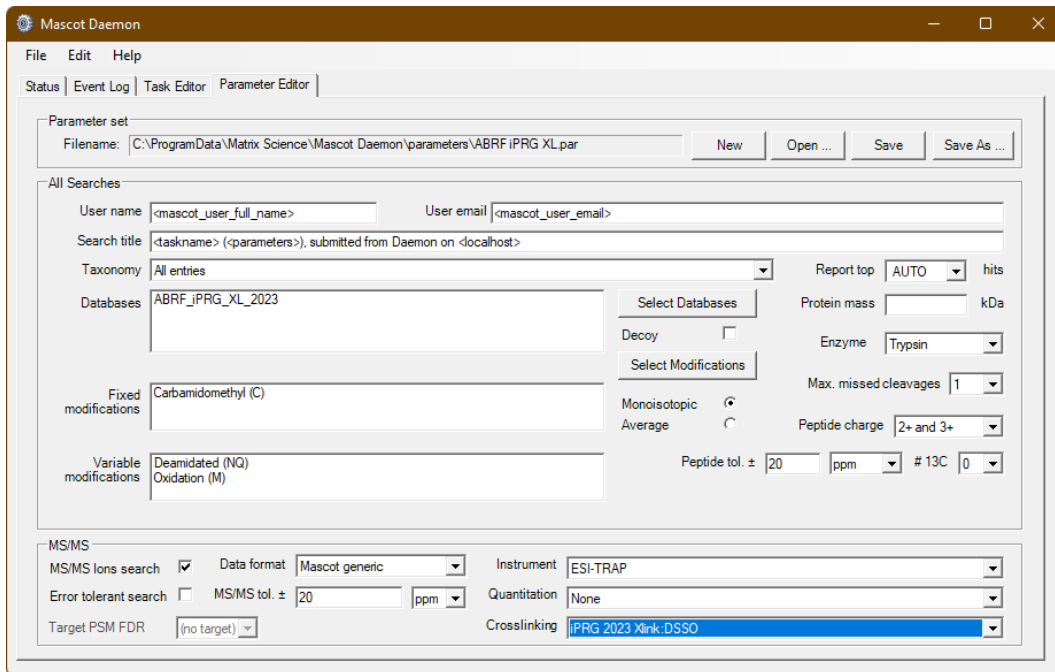 Mascot Daemon
File Edit Help
Status Event Log Task Editor Parameter Editor
Parameter set
Filename: C:\ProgramData\Matrix Science\Mascot Daemon\parameters\ABRF iPRG XL.par New Open ... Save Save As ...
All Searches
User name <mascot_user_full_name> User email <mascot_user_email>
Search title <taskname> (<parameters>), submitted from Daemon on <localhost>
Taxonomy All entries Report top AUTO hits
Databases ABRF_iPRG_XL_2023 Select Databases Protein mass kDa
Decoy Enzyme Trypsin
Select Modifications
Fixed modifications Carbamidomethyl (C) Max. missed cleavages 1
Monoisotopic
Average Peptide charge 2+ and 3+
Variable modifications Deamidated (NQ) Peptide tol. ± 20 ppm # 13C 0
Oxidation (M)
MS/MS
MS/MS Ions search Data format Mascot generic Instrument ESI-TRAP
Error tolerant search MS/MS tol. ± 20 ppm Quantitation None
Target PSM FDR (no target) Crosslinking iPRG 2023 Xlink:DSSO